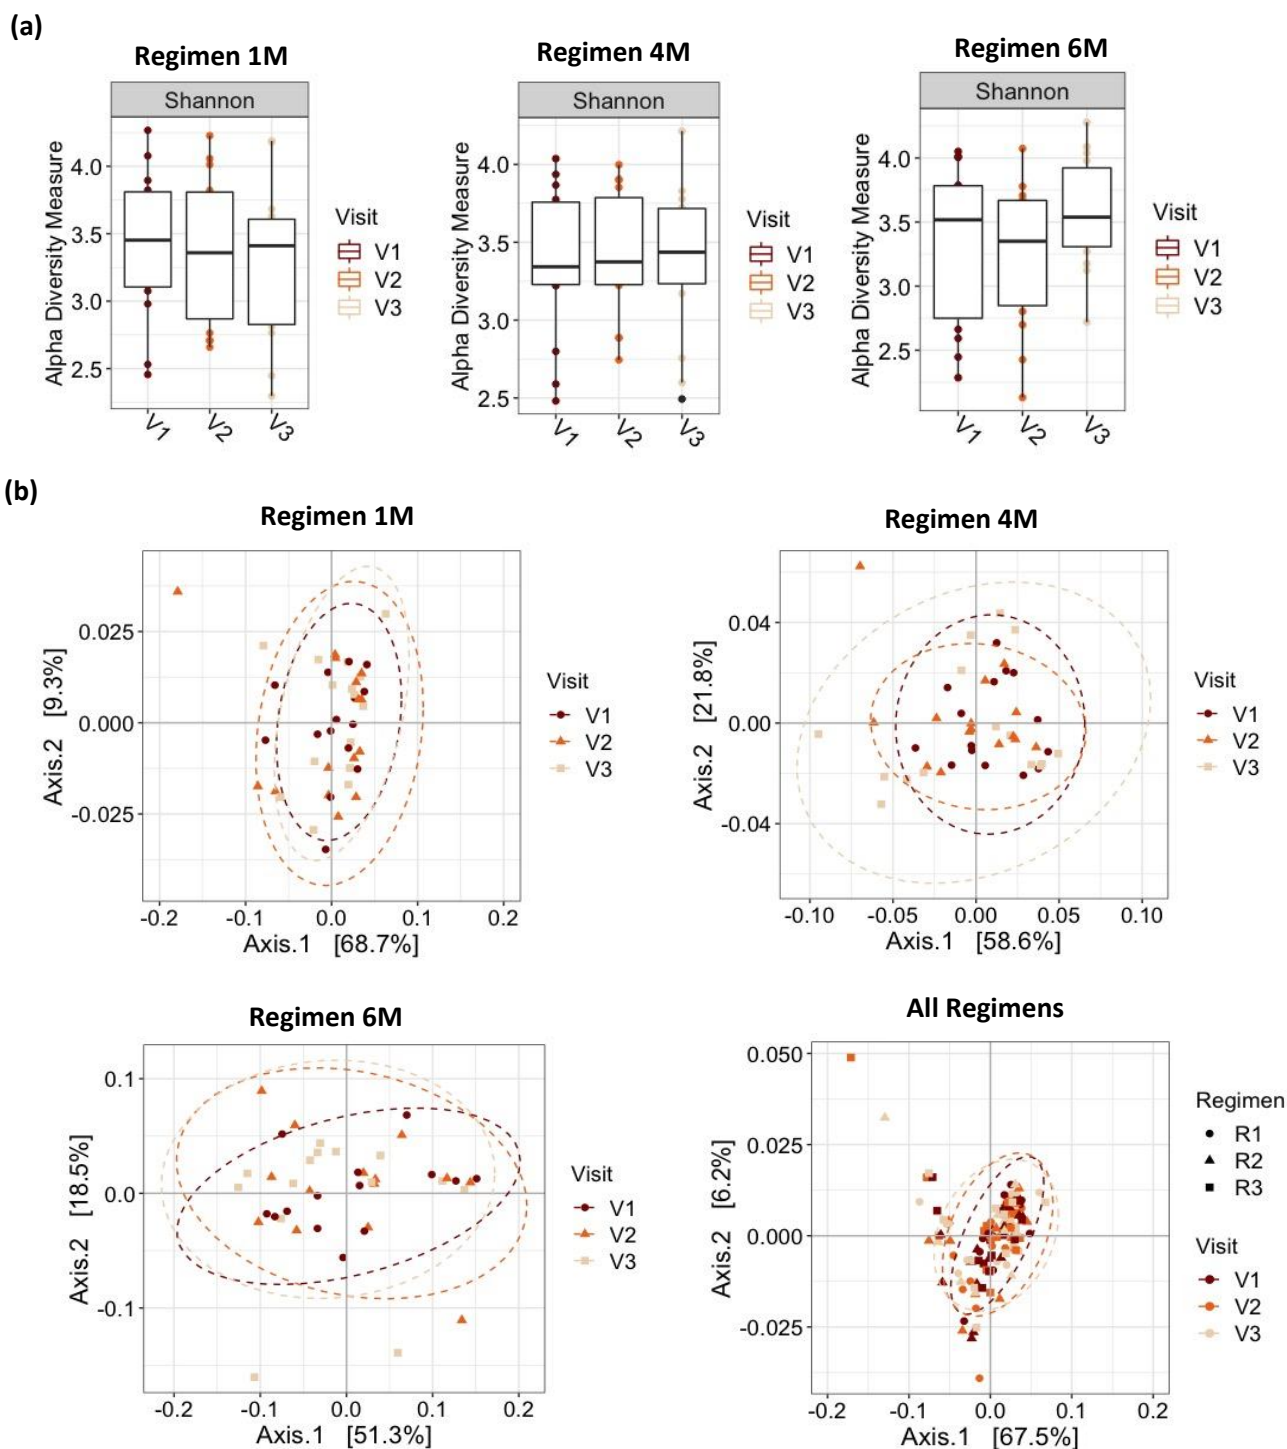 (a)
Regimen 1M
Regimen 4M
Regimen 6M
Shannon
Alpha Diversity Measure
4.0
3.5
3.0
2.5
V1
V2
V3
Visit
V1
V2
V3
Shannon
Alpha Diversity Measure
4.0
3.5
3.0
2.5
V1
V2
V3
Visit
V1
V2
V3
Shannon
Alpha Diversity Measure
4.0
3.5
3.0
2.5
V1
V2
V3
Visit
V1
V2
V3
(b)
Regimen 1M
Axis.2 [9.3%]
0.025
0.000
-0.025
-0.2 -0.1 0.0 0.1 0.2
Axis.1 [68.7%]
Visit
V1
V2
V3
Regimen 4M
Axis.2 [21.8%]
0.04
0.00
-0.04
-0.10 -0.05 0.00 0.05 0.10
Axis.1 [58.6%]
Visit
V1
V2
V3
Regimen 6M
Axis.2 [18.5%]
0.1
0.0
-0.1
-0.2 -0.1 0.0 0.1 0.2
Axis.1 [51.3%]
Visit
V1
V2
V3
All Regimens
Axis.2 [6.2%]
0.050
0.025
0.000
-0.025
-0.2 -0.1 0.0 0.1 0.2
Axis.1 [67.5%]
Regimen
R1
R2
R3
Visit
V1
V2
V3